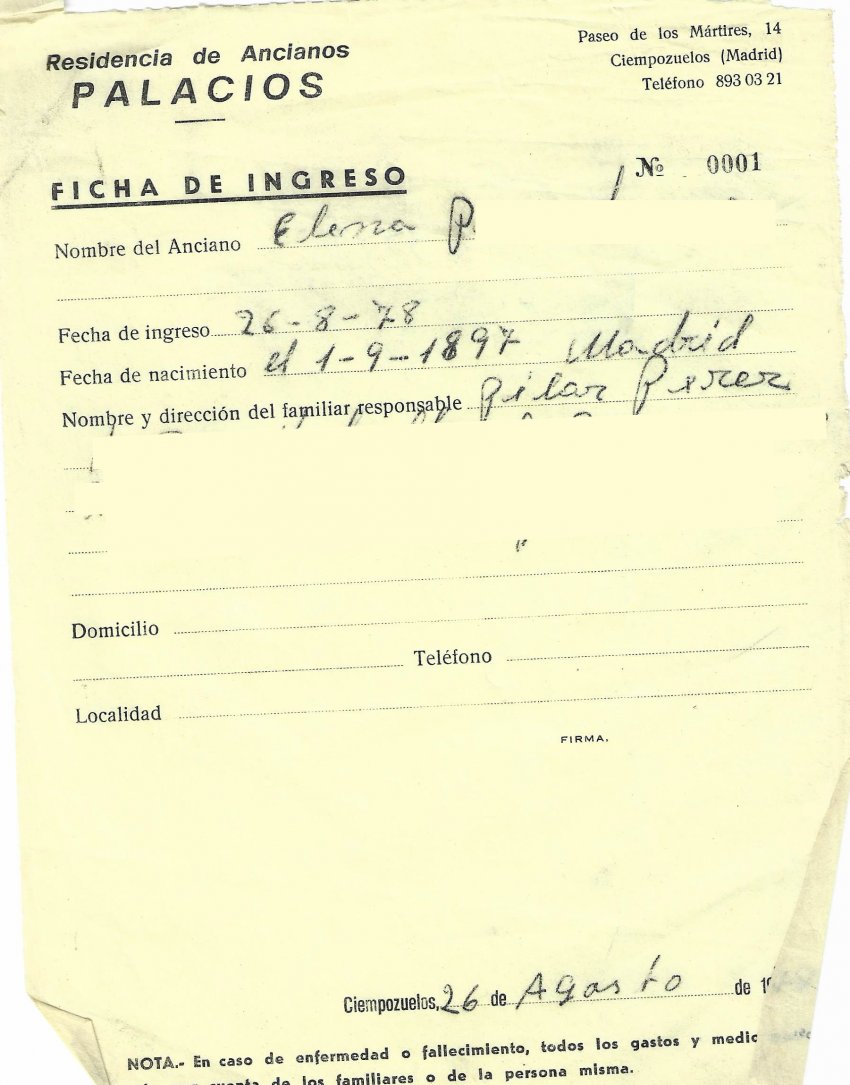 Residencia de Ancianos
PALACIOS
Paseo de los Mártires, 14
Ciempozuelos (Madrid)
Teléfono 893 03 21
Nº 0001
FICHA DE INGRESO
Nombre del Anciano Elena P
Fecha de ingreso 26-8-78
Fecha de nacimiento el 1-9-1897 Madrid
Nombre y dirección del familiar responsable Pilar Perez
Domicilio
Teléfono
Localidad
FIRMA.
Ciempozuelos, 26 de Agosto de 19
NOTA.- En caso de enfermedad o fallecimiento, todos los gastos y medic
cuenta de los familiares o de la persona misma.